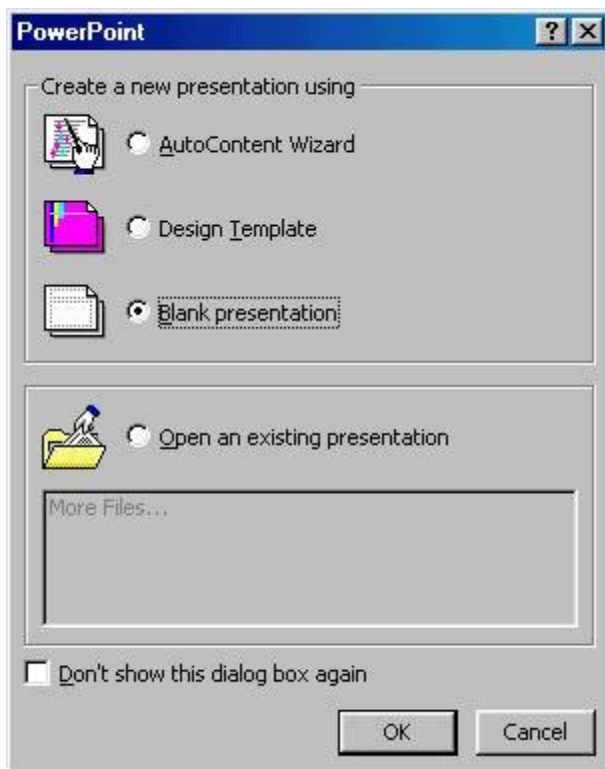 PowerPoint
Create a new presentation using
AutoContent Wizard
Design Template
Blank presentation
Open an existing presentation
More Files...
Don't show this dialog box again
OK
Cancel